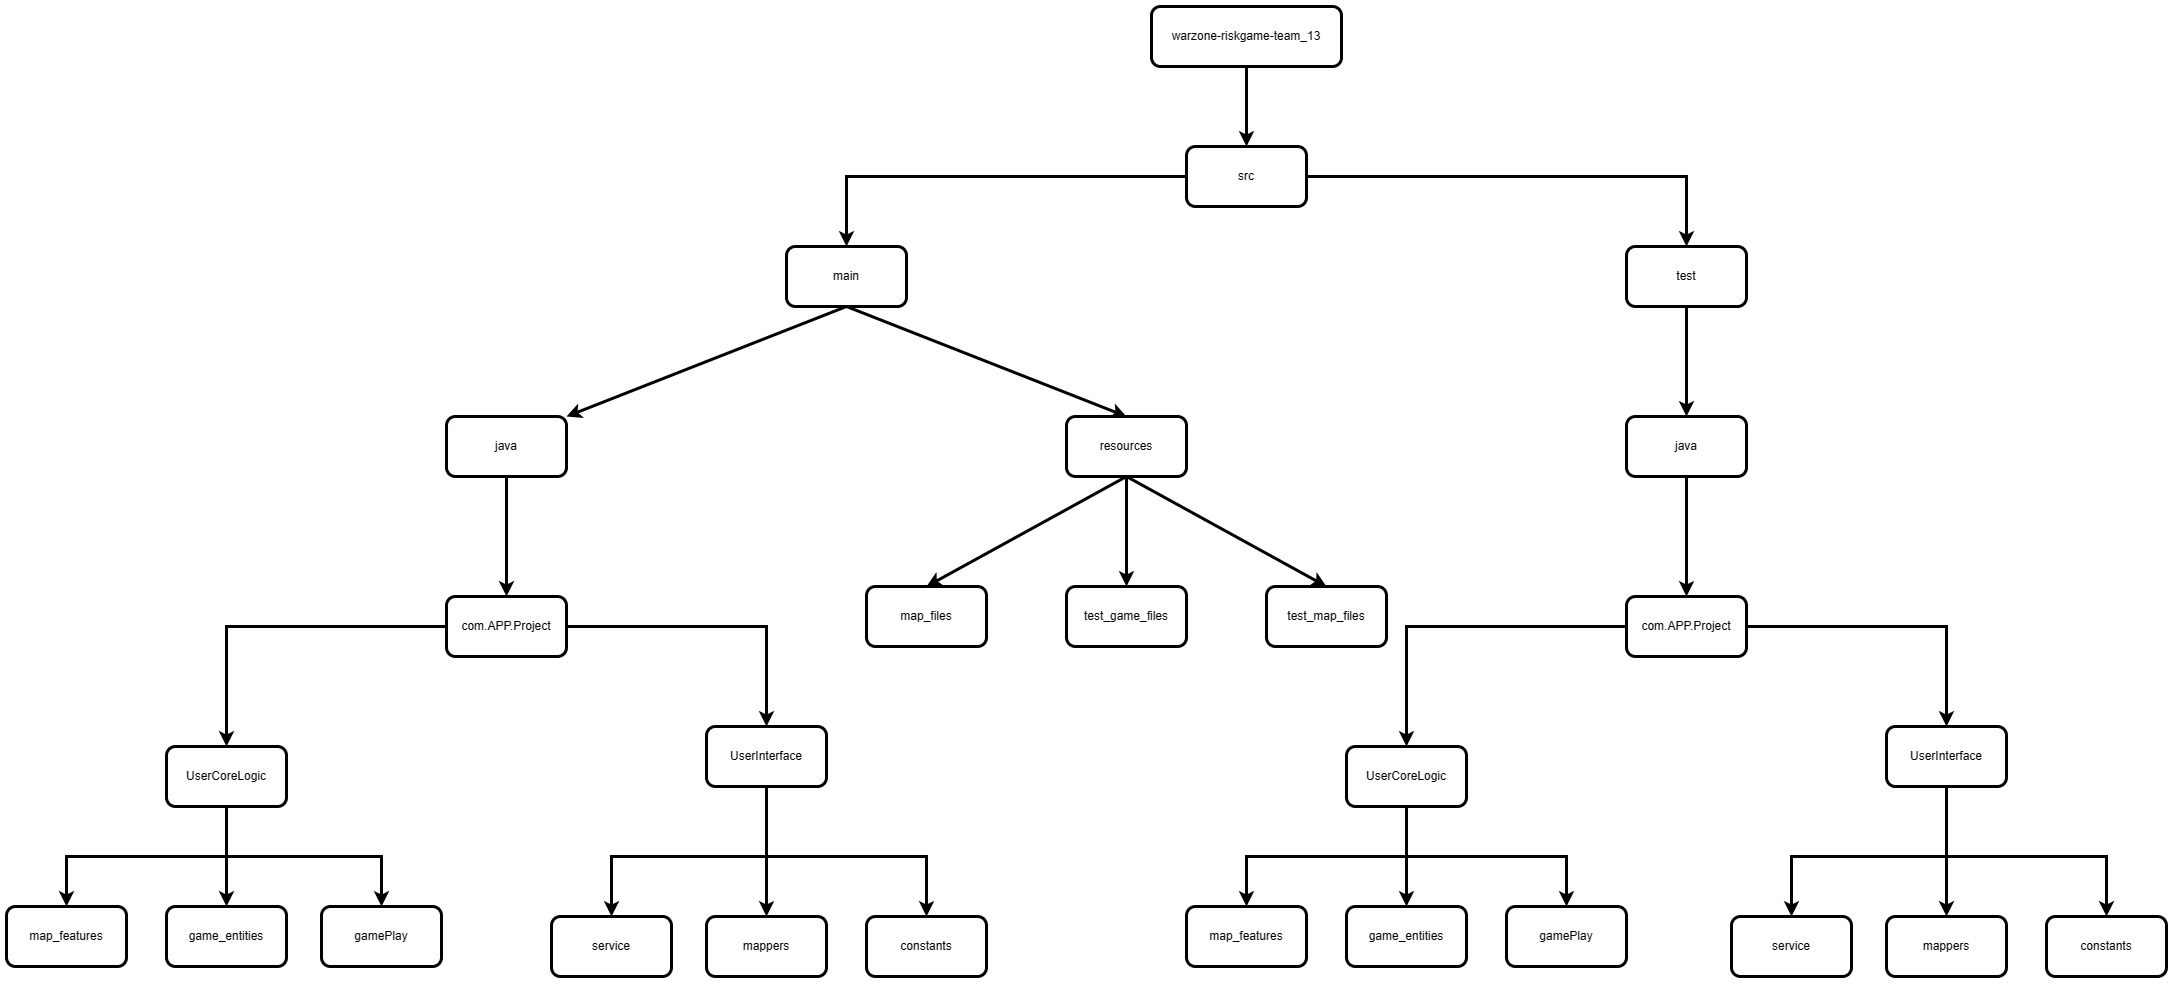 warzone-riskgame-team_13
src
main
test
java
resources
java
map_files
test_game_files
test_map_files
com.APP.Project
com.APP.Project
UserCoreLogic
UserInterface
UserCoreLogic
UserInterface
map_features
game_entities
gamePlay
service
mappers
constants
map_features
game_entities
gamePlay
service
mappers
constants